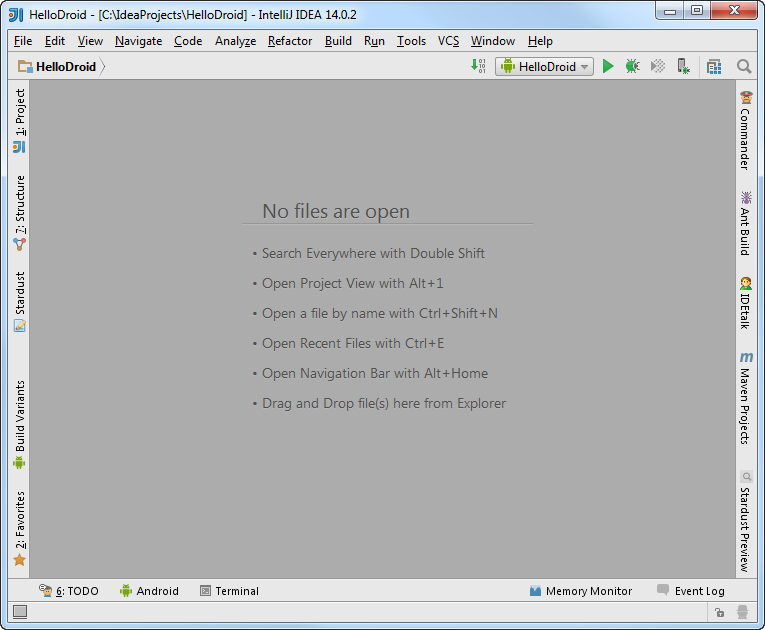 HelloDroid - [C:\IdeaProjects\HelloDroid] - IntelliJ IDEA 14.0.2
File Edit View Navigate Code Analyze Refactor Build Run Tools VCS Window Help
HelloDroid HelloDroid
1: Project
7: Structure
Stardust
Build Variants
2: Favorites
No files are open
• Search Everywhere with Double Shift
• Open Project View with Alt+1
• Open a file by name with Ctrl+Shift+N
• Open Recent Files with Ctrl+E
• Open Navigation Bar with Alt+Home
• Drag and Drop file(s) here from Explorer
Commander
Ant Build
IDEtalk
Maven Projects
Stardust Preview
6: TODO Android Terminal Memory Monitor Event Log